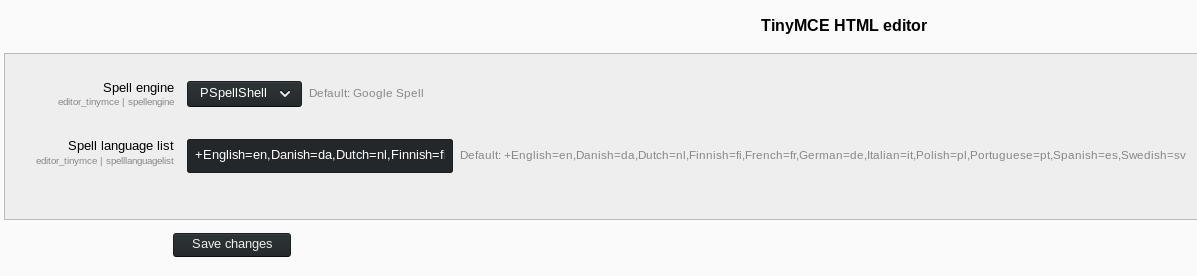 TinyMCE HTML editor
Spell engine
editor_tinymce | spellengine
PSpellShell
Default: Google Spell
Spell language list
editor_tinymce | spelllanguagelist
+English=en,Danish=da,Dutch=nl,Finnish=fi
Default: +English=en,Danish=da,Dutch=nl,Finnish=fi,French=fr,German=de,Italian=it,Polish=pl,Portuguese=pt,Spanish=es,Swedish=sv
Save changes